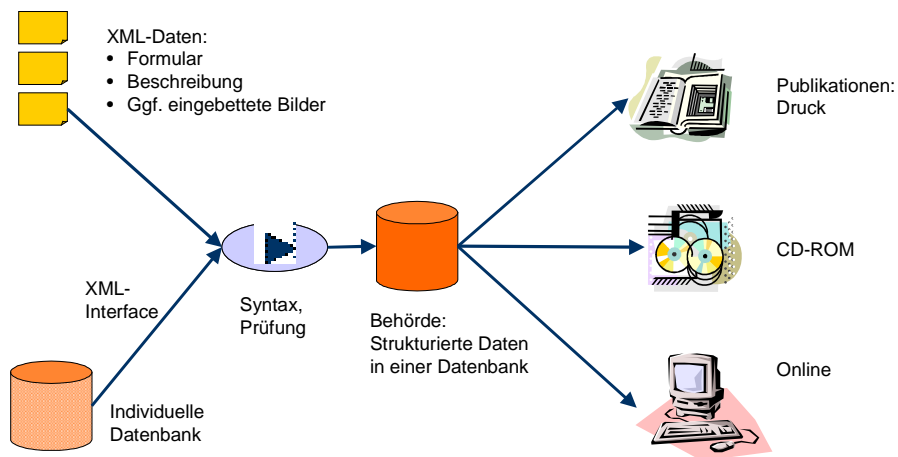 XML-Daten:
• Formular
• Beschreibung
• Ggf. eingebettete Bilder
Publikationen:
Druck
CD-ROM
XML-
Interface
Syntax,
Prüfung
Behörde:
Strukturierte Daten
in einer Datenbank
Online
Individuelle
Datenbank